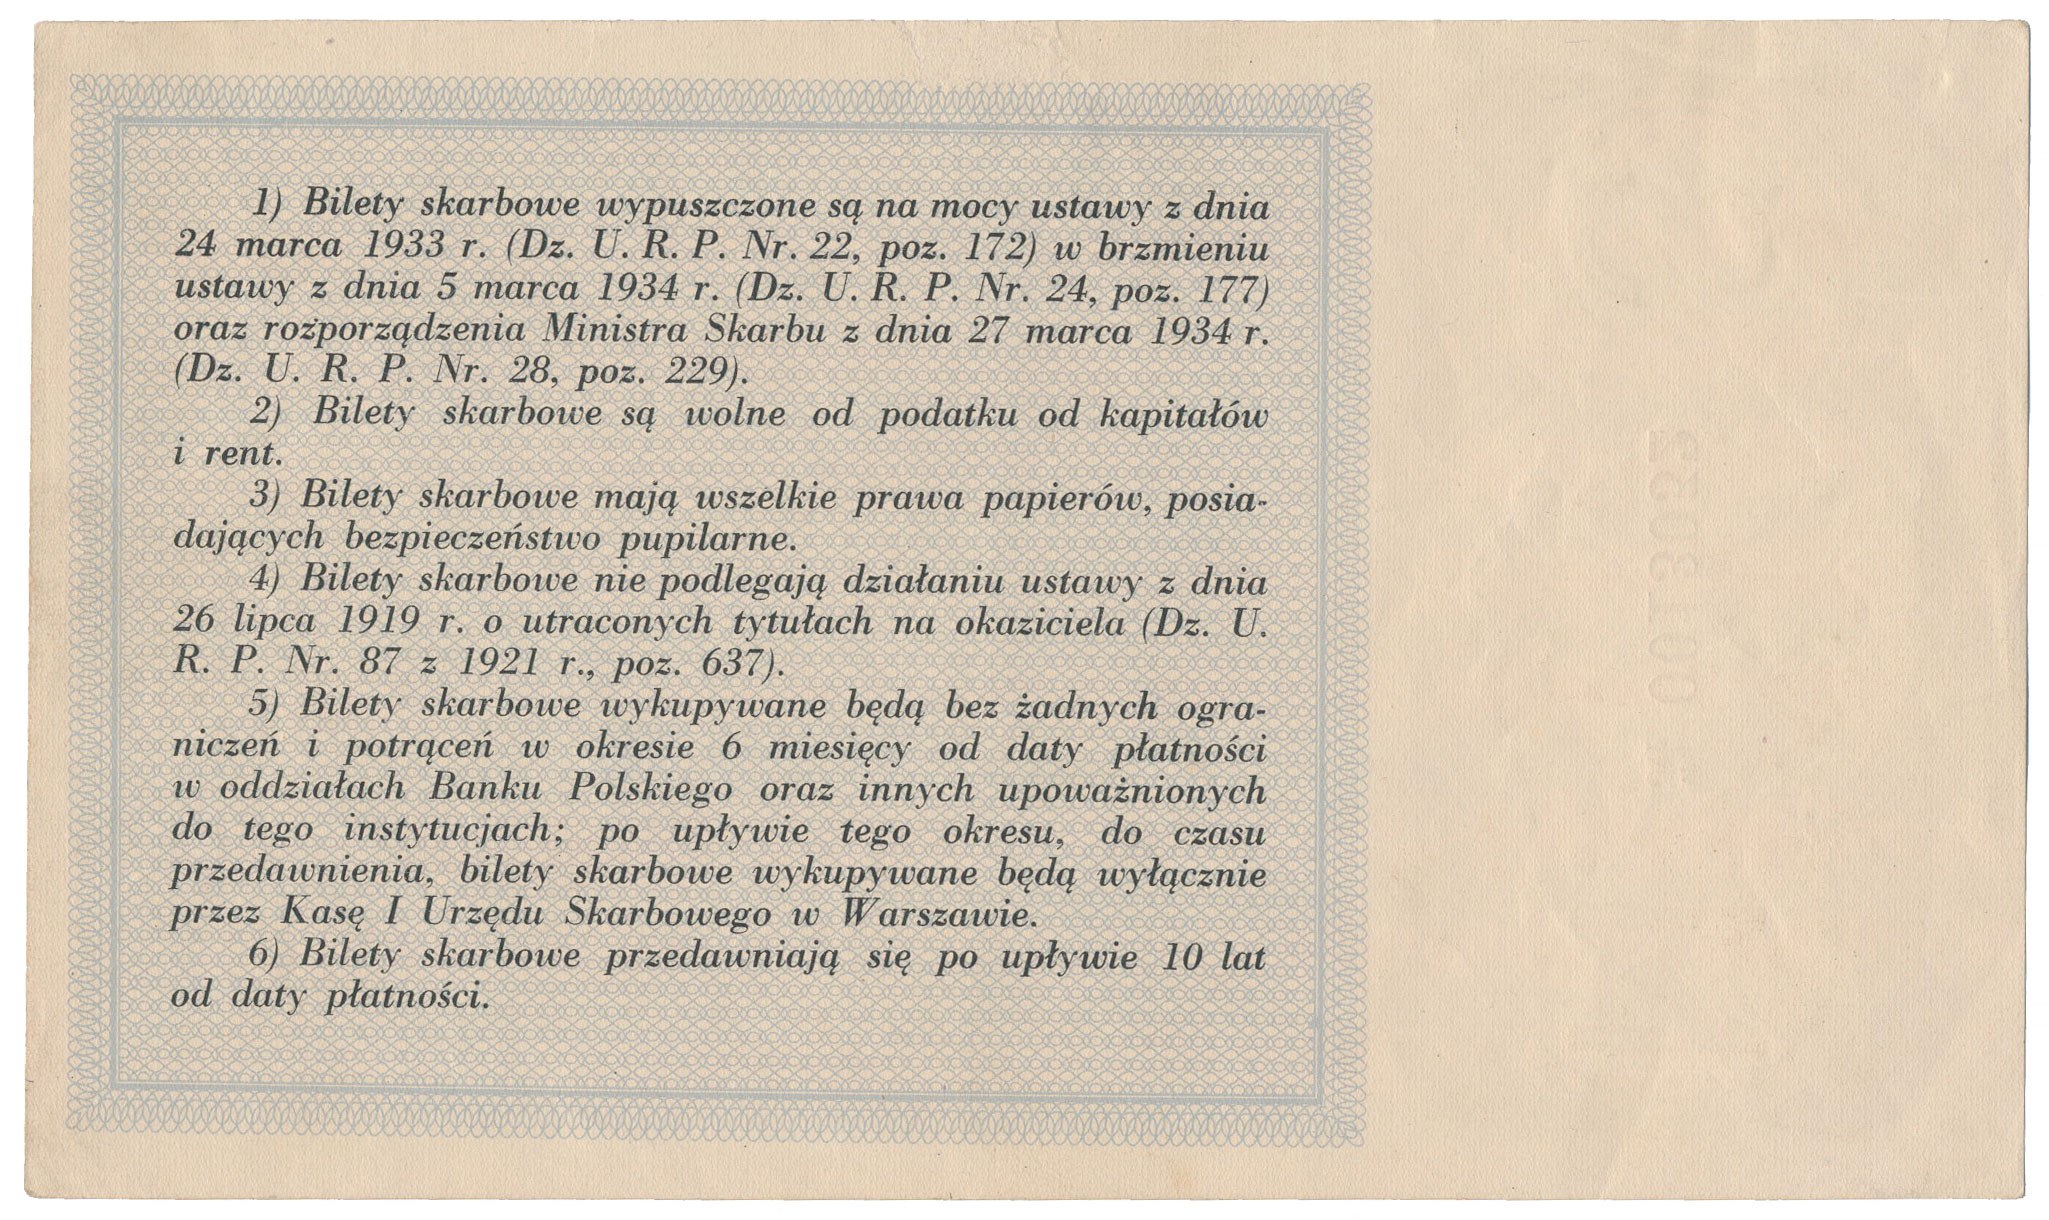 1) Bilety skarbowe wypuszczone są na mocy ustawy z dnia
24 marca 1933 r. (Dz. U. R. P. Nr. 22, poz. 172) w brzmieniu
ustawy z dnia 5 marca 1934 r. (Dz. U. R. P. Nr. 24, poz. 177)
oraz rozporządzenia Ministra Skarbu z dnia 27 marca 1934 r.
(Dz. U. R. P. Nr. 28, poz. 229).
2) Bilety skarbowe są wolne od podatku od kapitałów
i rent.
3) Bilety skarbowe mają wszelkie prawa papierów, posia-
dających bezpieczeństwo pupilarne.
4) Bilety skarbowe nie podlegają działaniu ustawy z dnia
26 lipca 1919 r. o utraconych tytułach na okaziciela (Dz. U.
R. P. Nr. 87 z 1921 r., poz. 637).
5) Bilety skarbowe wykupywane będą bez żadnych ogra-
niczeń i potrąceń w okresie 6 miesięcy od daty płatności
w oddziałach Banku Polskiego oraz innych upoważnionych
do tego instytucjach; po upływie tego okresu, do czasu
przedawnienia, bilety skarbowe wykupywane będą wyłącznie
przez Kasę I Urzędu Skarbowego w Warszawie.
6) Bilety skarbowe przedawniają się po upływie 10 lat
od daty płatności.